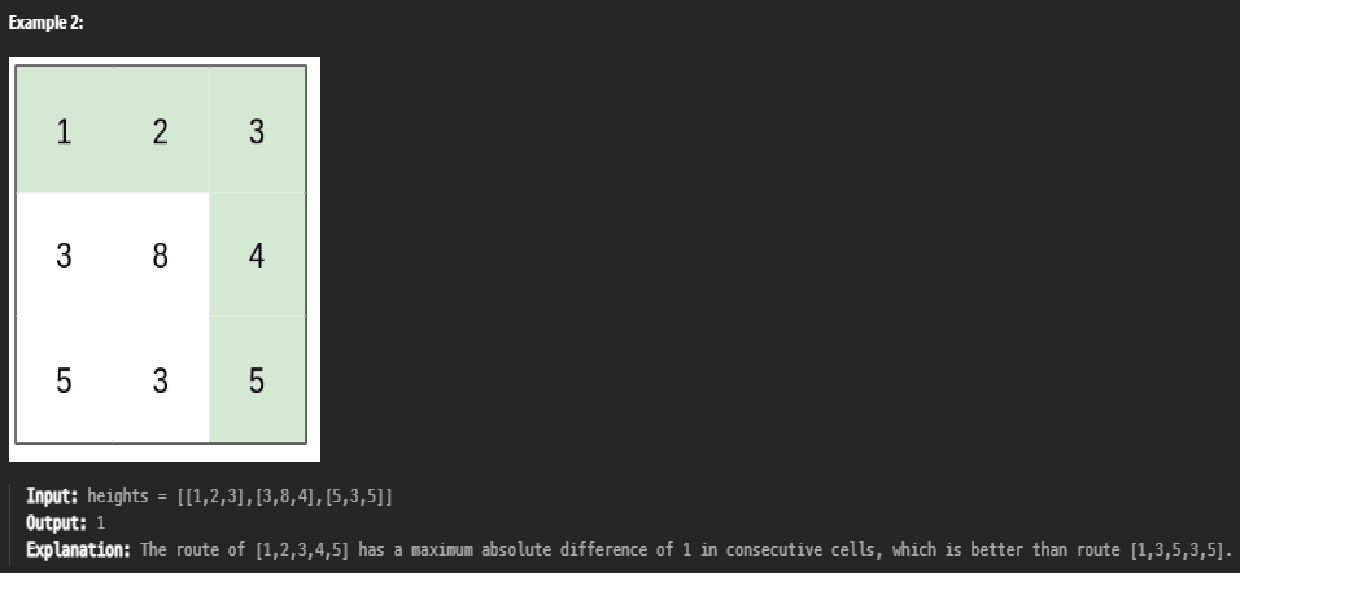 Example 2:
1 2 3
3 8 4
5 3 5
Input: heights = [[1,2,3],[3,8,4],[5,3,5]]
Output: 1
Explanation: The route of [1,2,3,4,5] has a maximum absolute difference of 1 in consecutive cells, which is better than route [1,3,5,3,5].